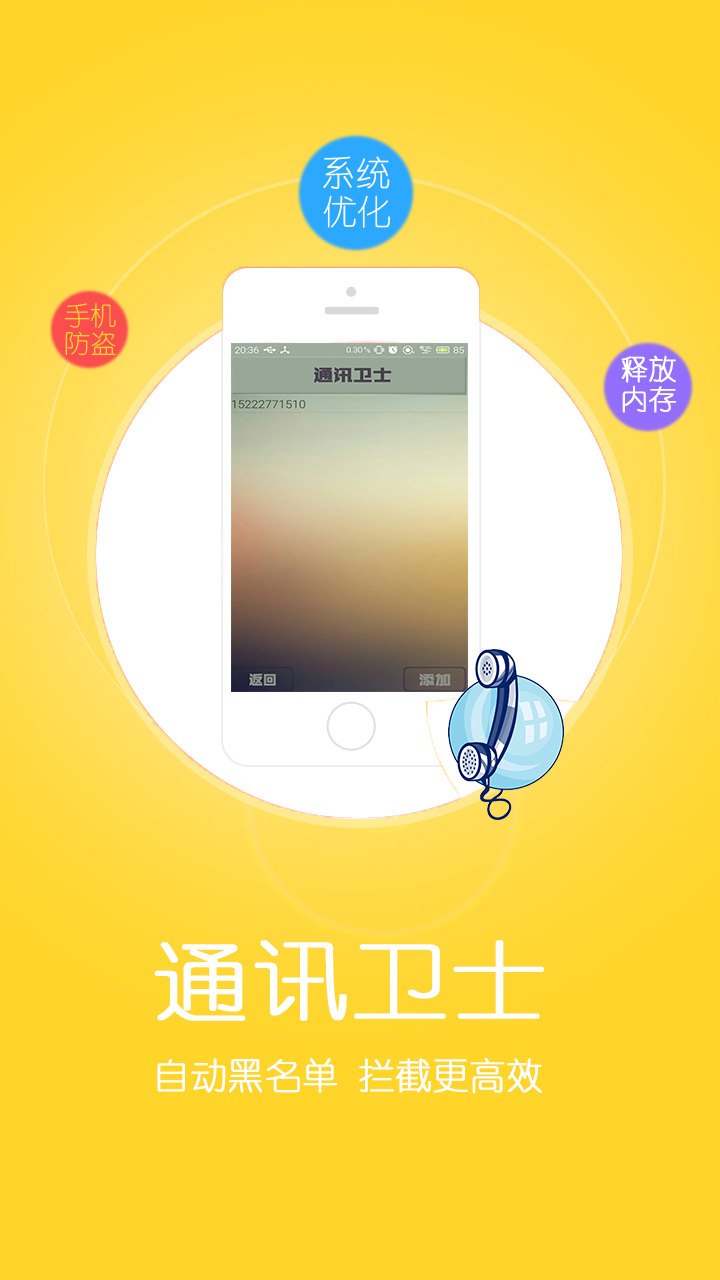 系统
优化
手机
防盗
释放
内存
20:36 0.30% 85
通讯卫士
15222771510
返回
添加
通讯卫士
自动黑名单 拦截更高效